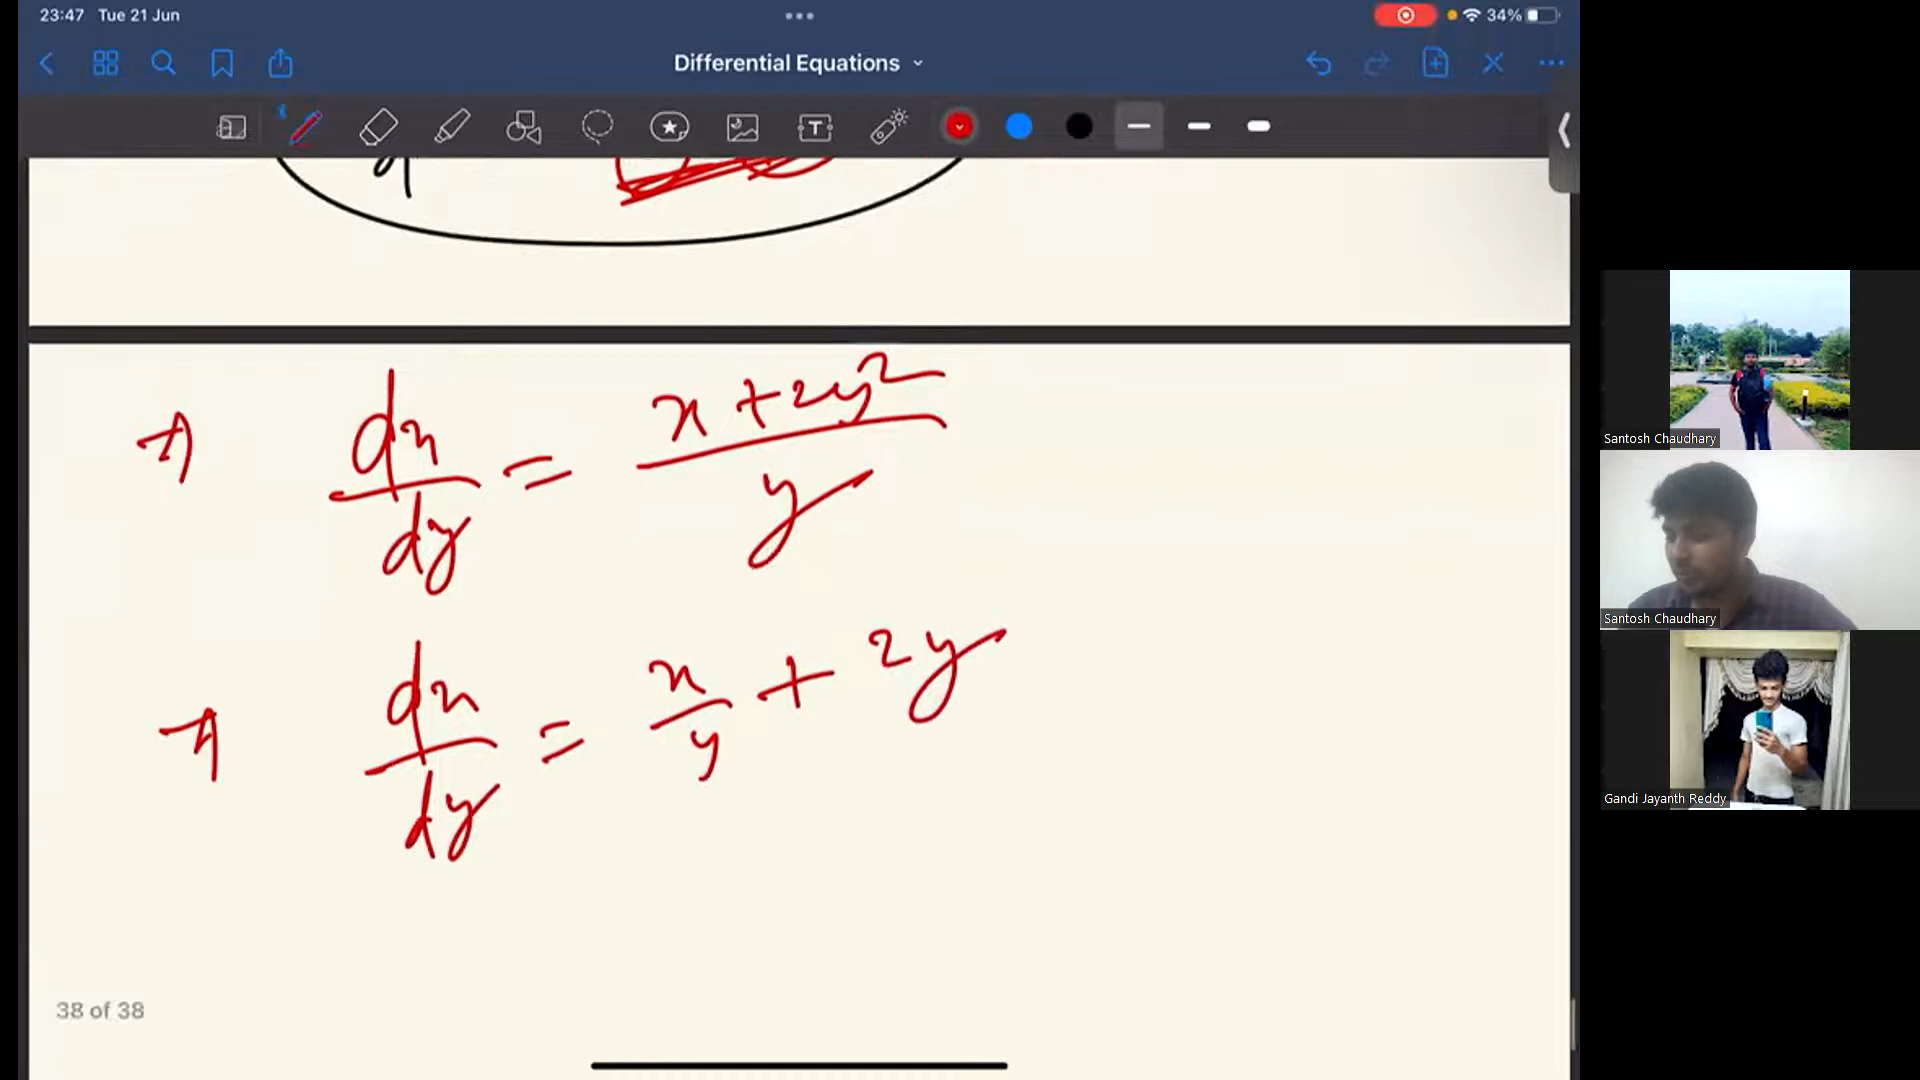 23:47 Tue 21 Jun
34%
Differential Equations
⇒ dx/dy = x + 2y² / y
⇒ dx/dy = x/y + 2y
38 of 38
Santosh Chaudhary
Santosh Chaudhary
Gandi Jayanth Reddy